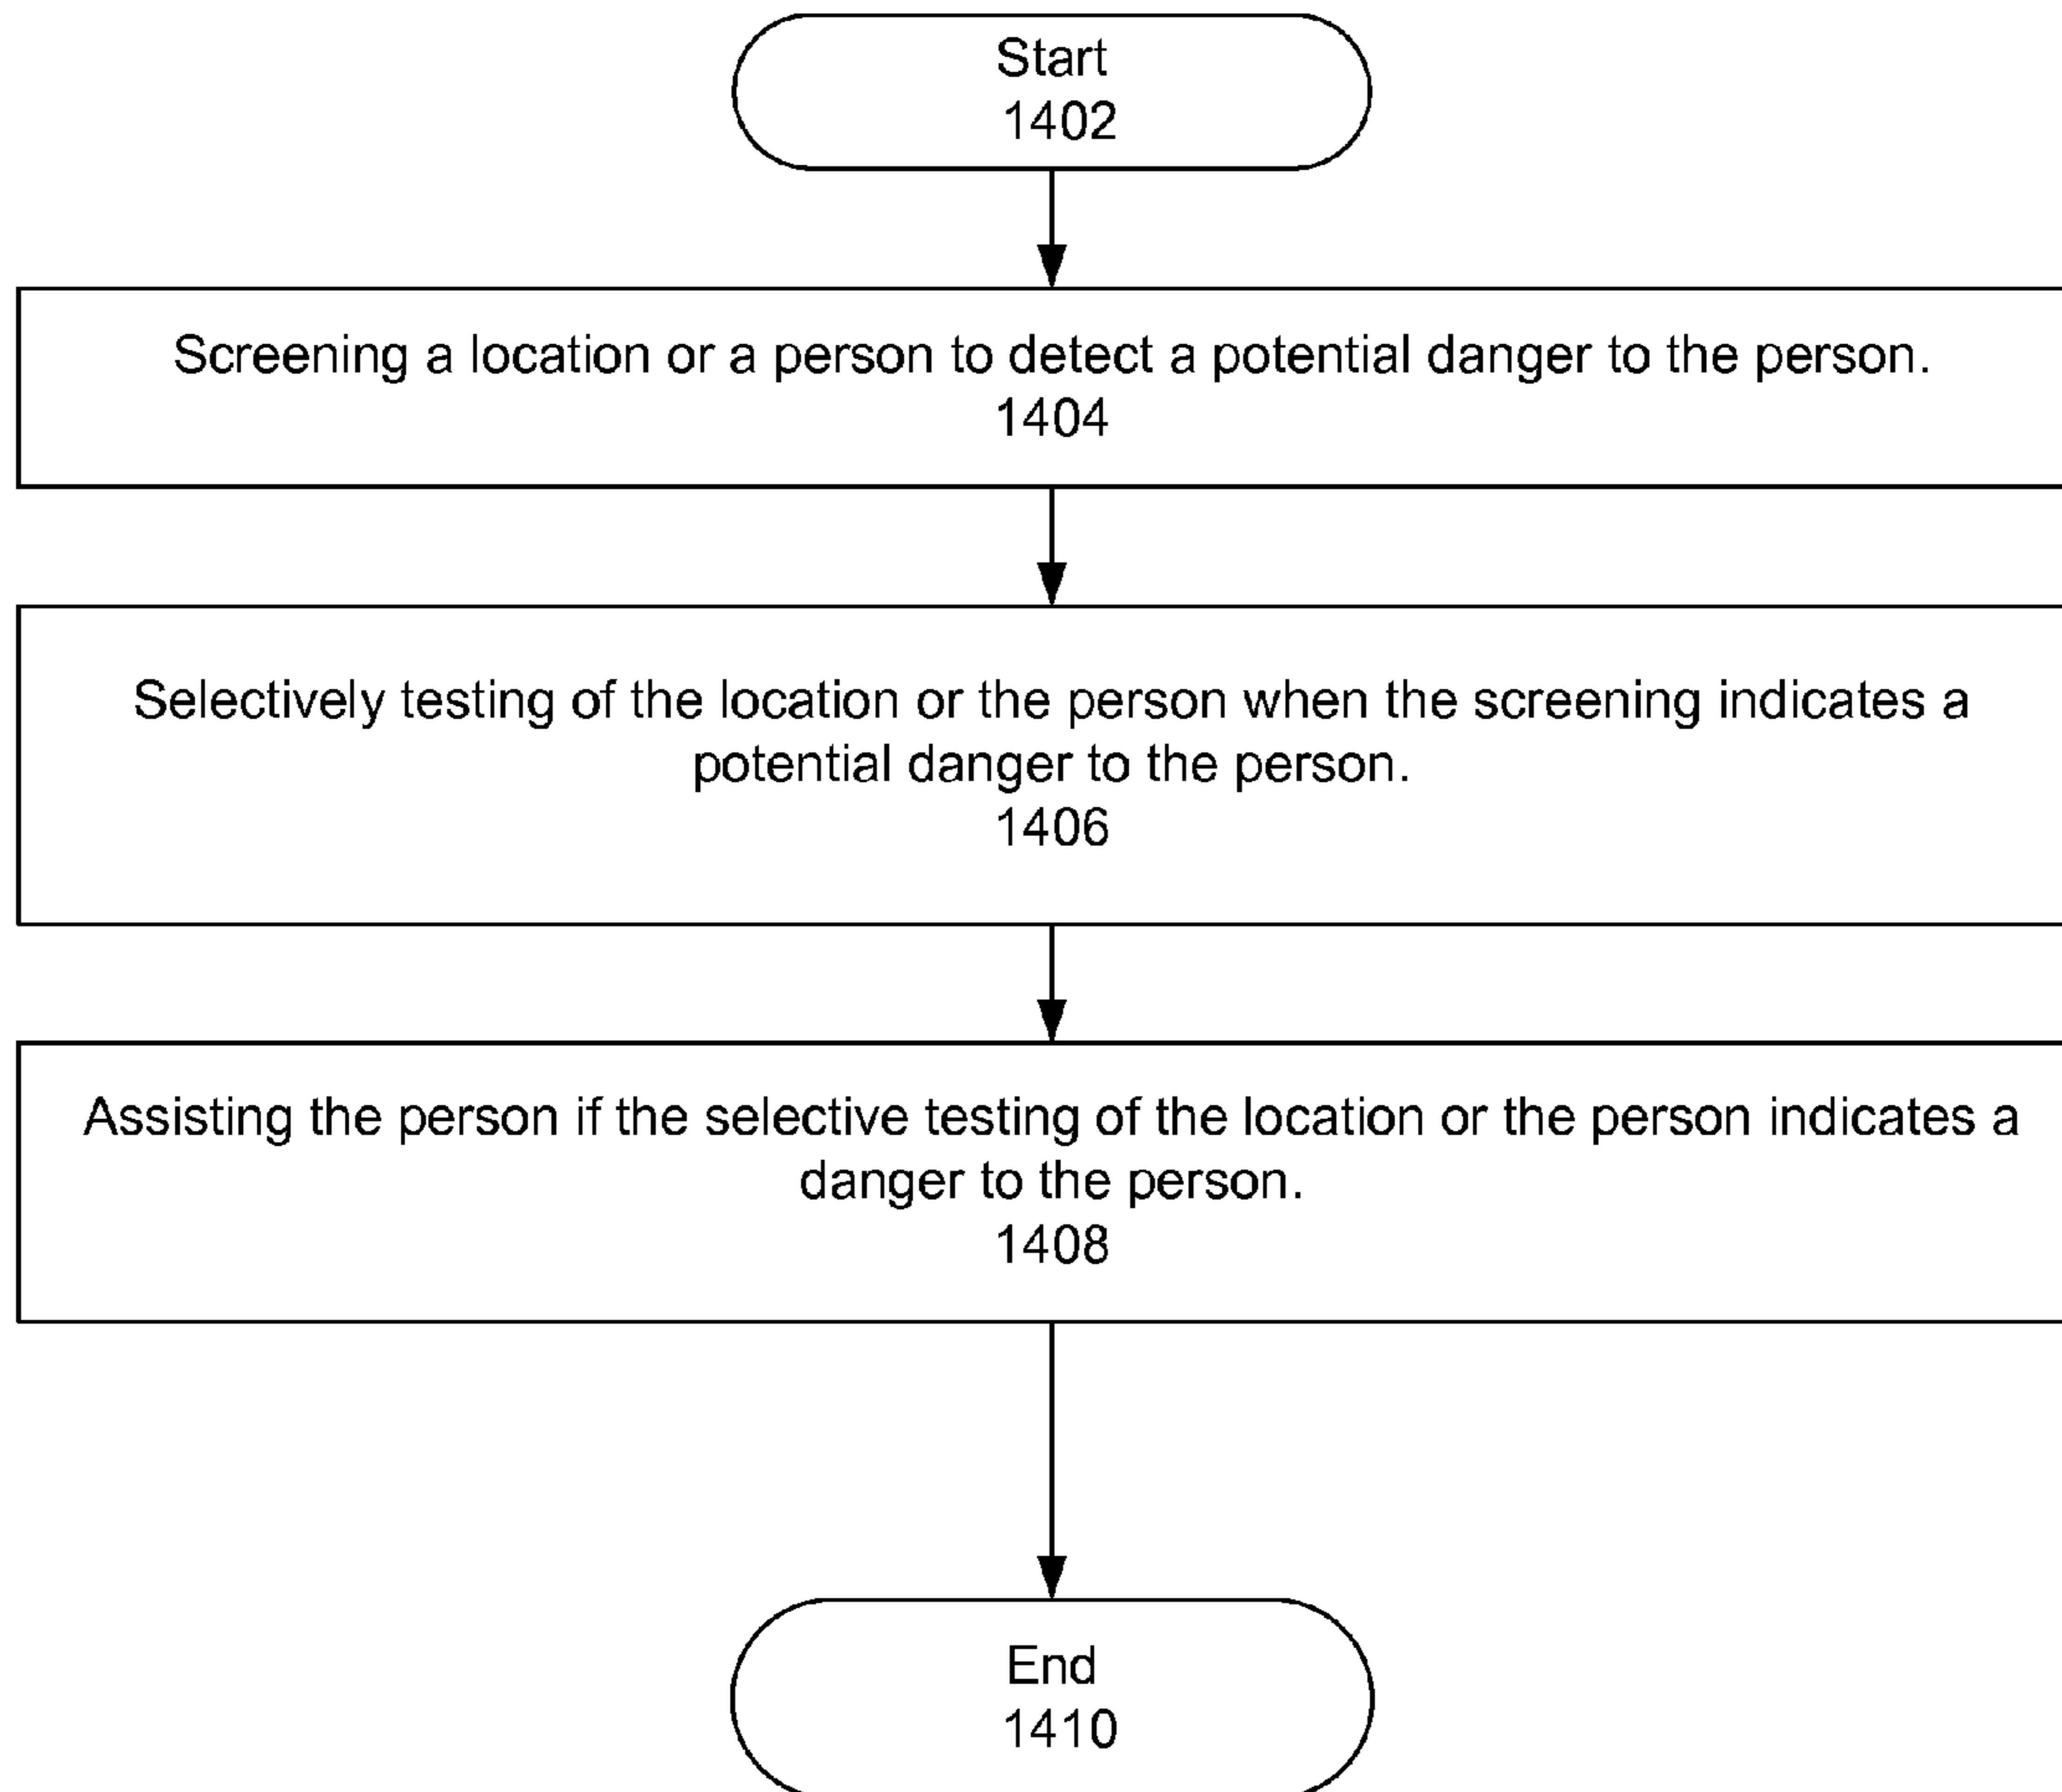 Start
1402
Screening a location or a person to detect a potential danger to the person.
1404
Selectively testing of the location or the person when the screening indicates a
potential danger to the person.
1406
Assisting the person if the selective testing of the location or the person indicates a
danger to the person.
1408
End
1410